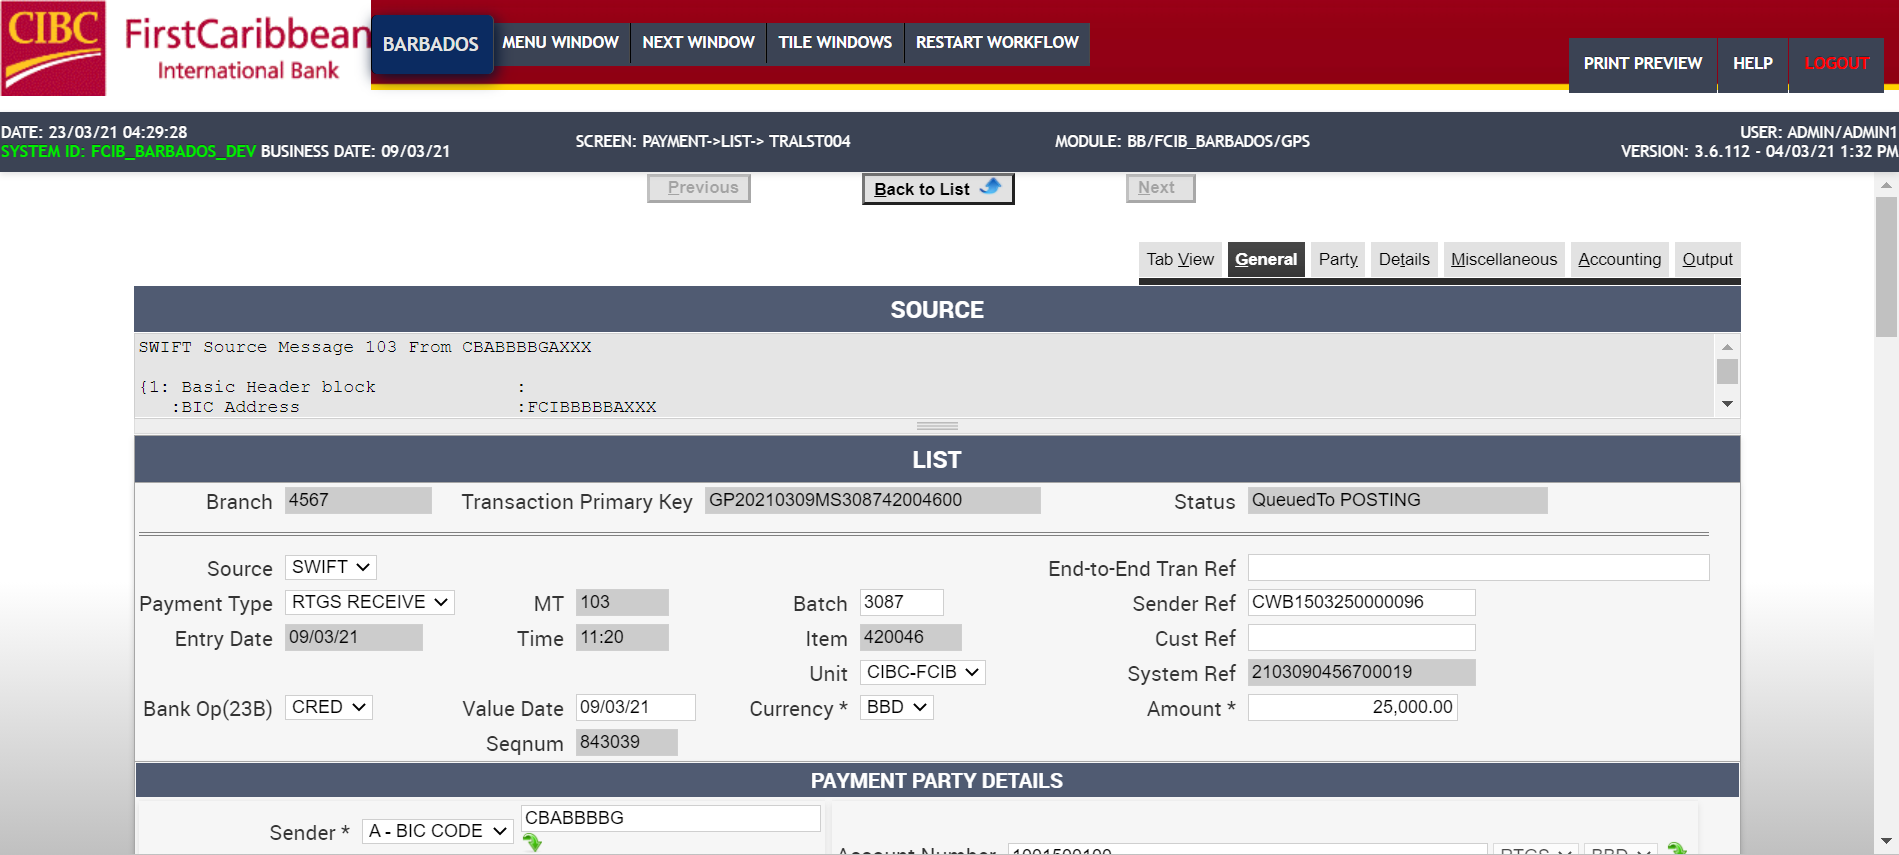 CIBC FirstCaribbean
International Bank
BARBADOS MENU WINDOW NEXT WINDOW TILE WINDOWS RESTART WORKFLOW
PRINT PREVIEW HELP LOGOUT
DATE: 23/03/21 04:29:28
SYSTEM ID: FCIB_BARBADOS_DEV BUSINESS DATE: 09/03/21
SCREEN: PAYMENT->LIST-> TRALST004
MODULE: BB/FCIB_BARBADOS/GPS
USER: ADMIN/ADMIN1
VERSION: 3.6.112 - 04/03/21 1:32 PM
Previous Back to List Next
Tab View General Party Details Miscellaneous Accounting Output
SOURCE
SWIFT Source Message 103 From CBABBBBGAXXX
{1: Basic Header block :
:BIC Address :FCIBBBBBAXXX
LIST
Branch 4567 Transaction Primary Key GP20210309MS308742004600 Status QueuedTo POSTING
Source SWIFT End-to-End Tran Ref
Payment Type RTGS RECEIVE MT 103 Batch 3087 Sender Ref CWB1503250000096
Entry Date 09/03/21 Time 11:20 Item 420046 Cust Ref
Unit CIBC-FCIB System Ref 2103090456700019
Bank Op(23B) CRED Value Date 09/03/21 Currency * BBD Amount * 25,000.00
Seqnum 843039
PAYMENT PARTY DETAILS
Sender * A - BIC CODE CBABBBBG
Account Number 1001500100 RTGS BBD